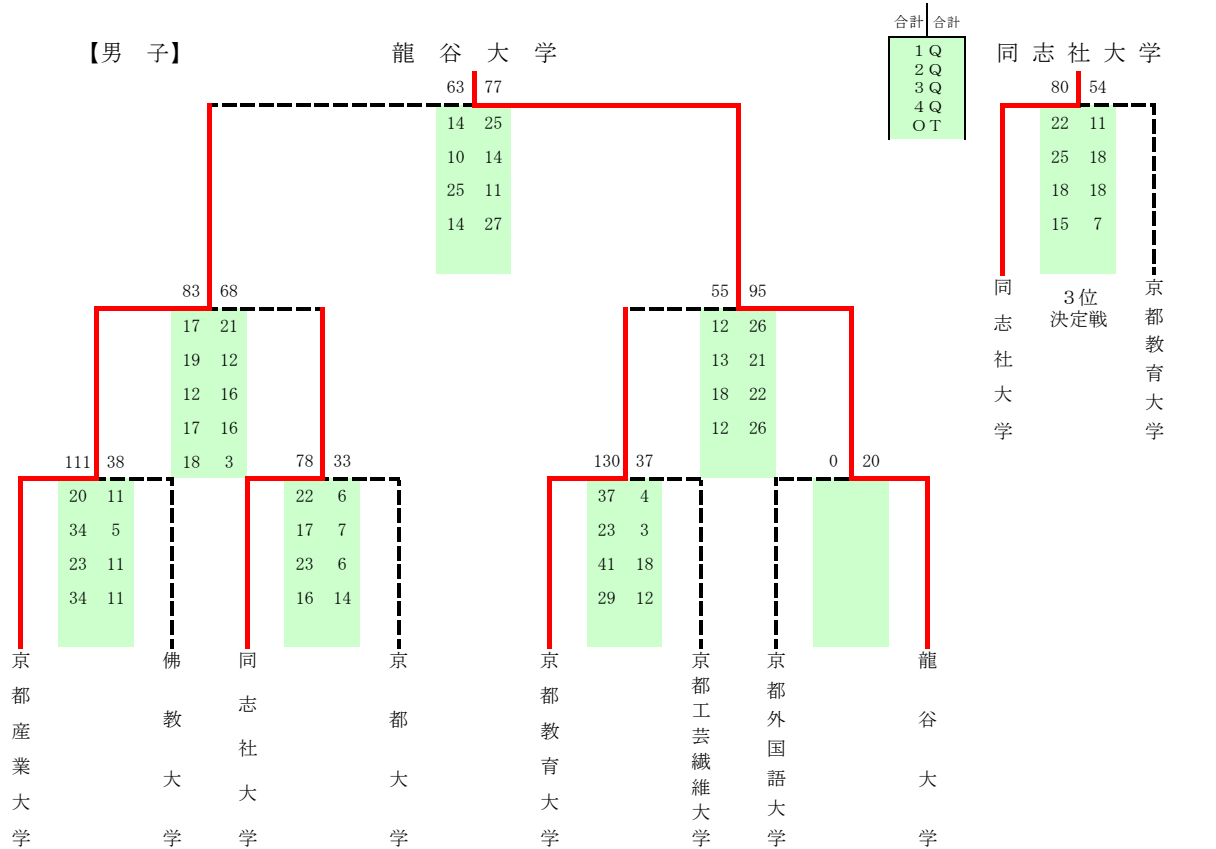 【男　子】
龍　谷　大　学
63 77
14 25
10 14
25 11
14 27
合計 合計
1Q
2Q
3Q
4Q
OT
同 志 社 大 学
80 54
22 11
25 18
18 18
15 7
同志社大学
3位
決定戦
京都教育大学
83 68
17 21
19 12
12 16
17 16
18 3
55 95
12 26
13 21
18 22
12 26
111 38
20 11
34 5
23 11
34 11
78 33
22 6
17 7
23 6
16 14
130 37
37 4
23 3
41 18
29 12
0 20
京都産業大学
佛教大学
同志社大学
京都大学
京都教育大学
京都工芸繊維大学
京都外国語大学
龍谷大学